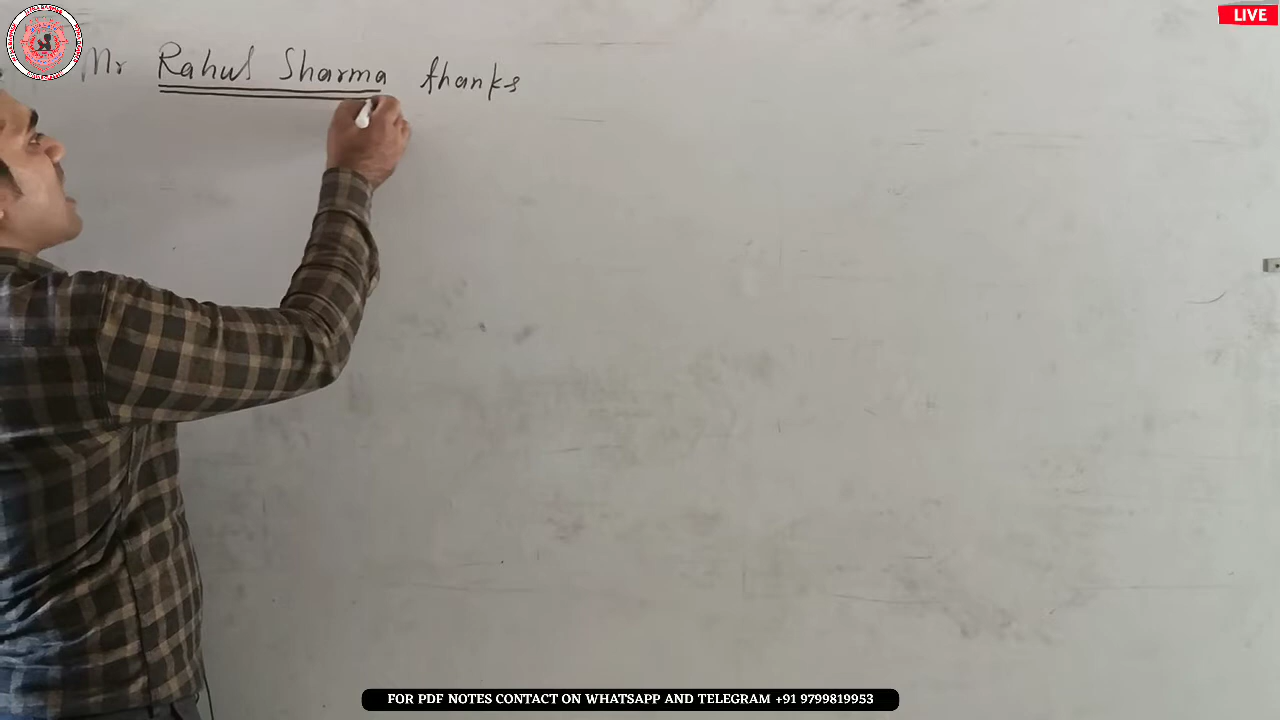 LIVE
Mr Rahul Sharma thanks
FOR PDF NOTES CONTACT ON WHATSAPP AND TELEGRAM +91 9799819953